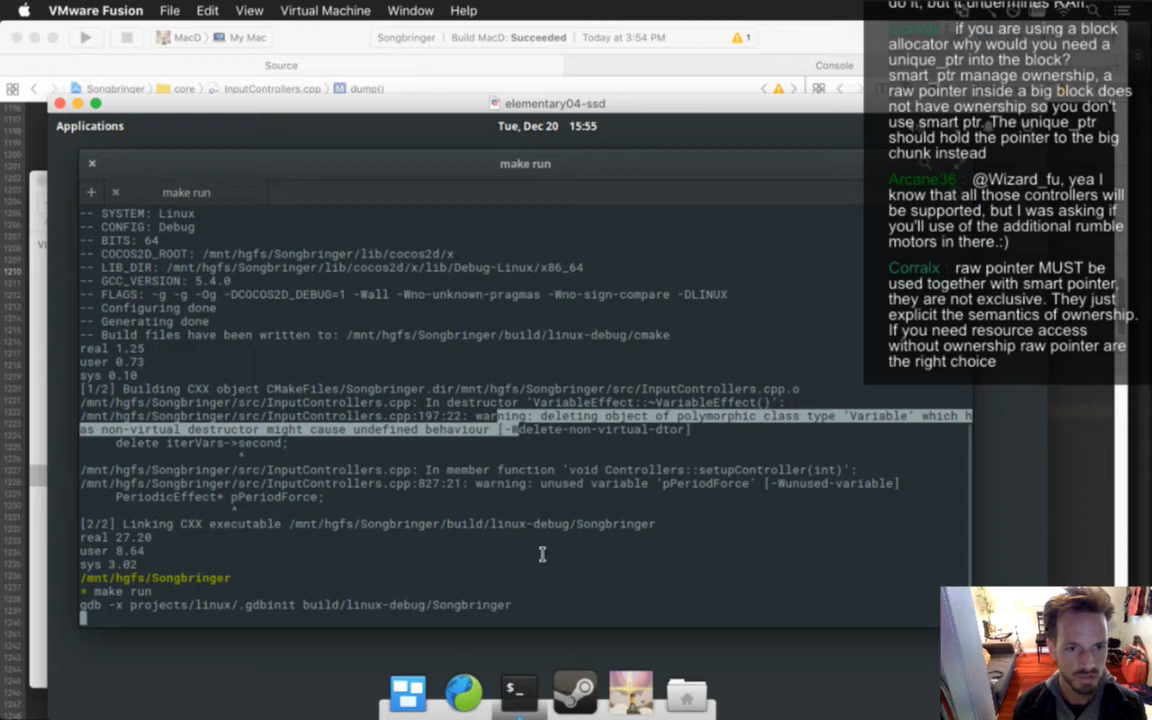 VMware Fusion File Edit View Virtual Machine Window Help
MacD My Mac
Songbringer Build MacD: Succeeded Today at 3:54 PM 1
Source
Console
Songbringer core InputControllers.cpp dump()
elementary04-ssd
Applications
Tue, Dec 20 15:55
make run
make run
-- SYSTEM: Linux
-- CONFIG: Debug
-- BITS: 64
-- COCOS2D_ROOT: /mnt/hgfs/Songbringer/lib/cocos2d/x
-- LIB_DIR: /mnt/hgfs/Songbringer/lib/cocos2d/x/lib/Debug-Linux/x86_64
-- GCC_VERSION: 5.4.0
-- FLAGS: -g -g -Og -DCOCOS2D_DEBUG=1 -Wall -Wno-unknown-pragmas -Wno-sign-compare -DLINUX
-- Configuring done
-- Generating done
-- Build files have been written to: /mnt/hgfs/Songbringer/build/linux-debug/cmake
real 1.25
user 0.73
sys 0.10
[1/2] Building CXX object CMakeFiles/Songbringer.dir/mnt/hgfs/Songbringer/src/InputControllers.cpp.o
/mnt/hgfs/Songbringer/src/InputControllers.cpp: In destructor 'VariableEffect::~VariableEffect()':
/mnt/hgfs/Songbringer/src/InputControllers.cpp:197:22: warning: deleting object of polymorphic class type 'Variable' which h
as non-virtual destructor might cause undefined behaviour [-Wdelete-non-virtual-dtor]
delete iterVars->second;
^
/mnt/hgfs/Songbringer/src/InputControllers.cpp: In member function 'void Controllers::setupController(int)':
/mnt/hgfs/Songbringer/src/InputControllers.cpp:827:21: warning: unused variable 'pPeriodForce' [-Wunused-variable]
PeriodicEffect* pPeriodForce;
^
[2/2] Linking CXX executable /mnt/hgfs/Songbringer/build/linux-debug/Songbringer
real 27.20
user 8.64
sys 3.02
/mnt/hgfs/Songbringer
* make run
gdb -x projects/linux/.gdbinit build/linux-debug/Songbringer
do it, but it undermines RAII.
Corralx : if you are using a block
allocator why would you need a
unique_ptr into the block?
smart_ptr manage ownership, a
raw pointer inside a big block does
not have ownership so you don't
use smart ptr. The unique_ptr
should hold the pointer to the big
chunk instead
Arcane36 : @Wizard_fu, yea I
know that all those controllers will
be supported, but I was asking if
you'll use of the additional rumble
motors in there.:)
Corralx : raw pointer MUST be
used together with smart pointer,
they are not exclusive. They just
explicit the semantics of ownership.
If you need resource access
without ownership raw pointer are
the right choice